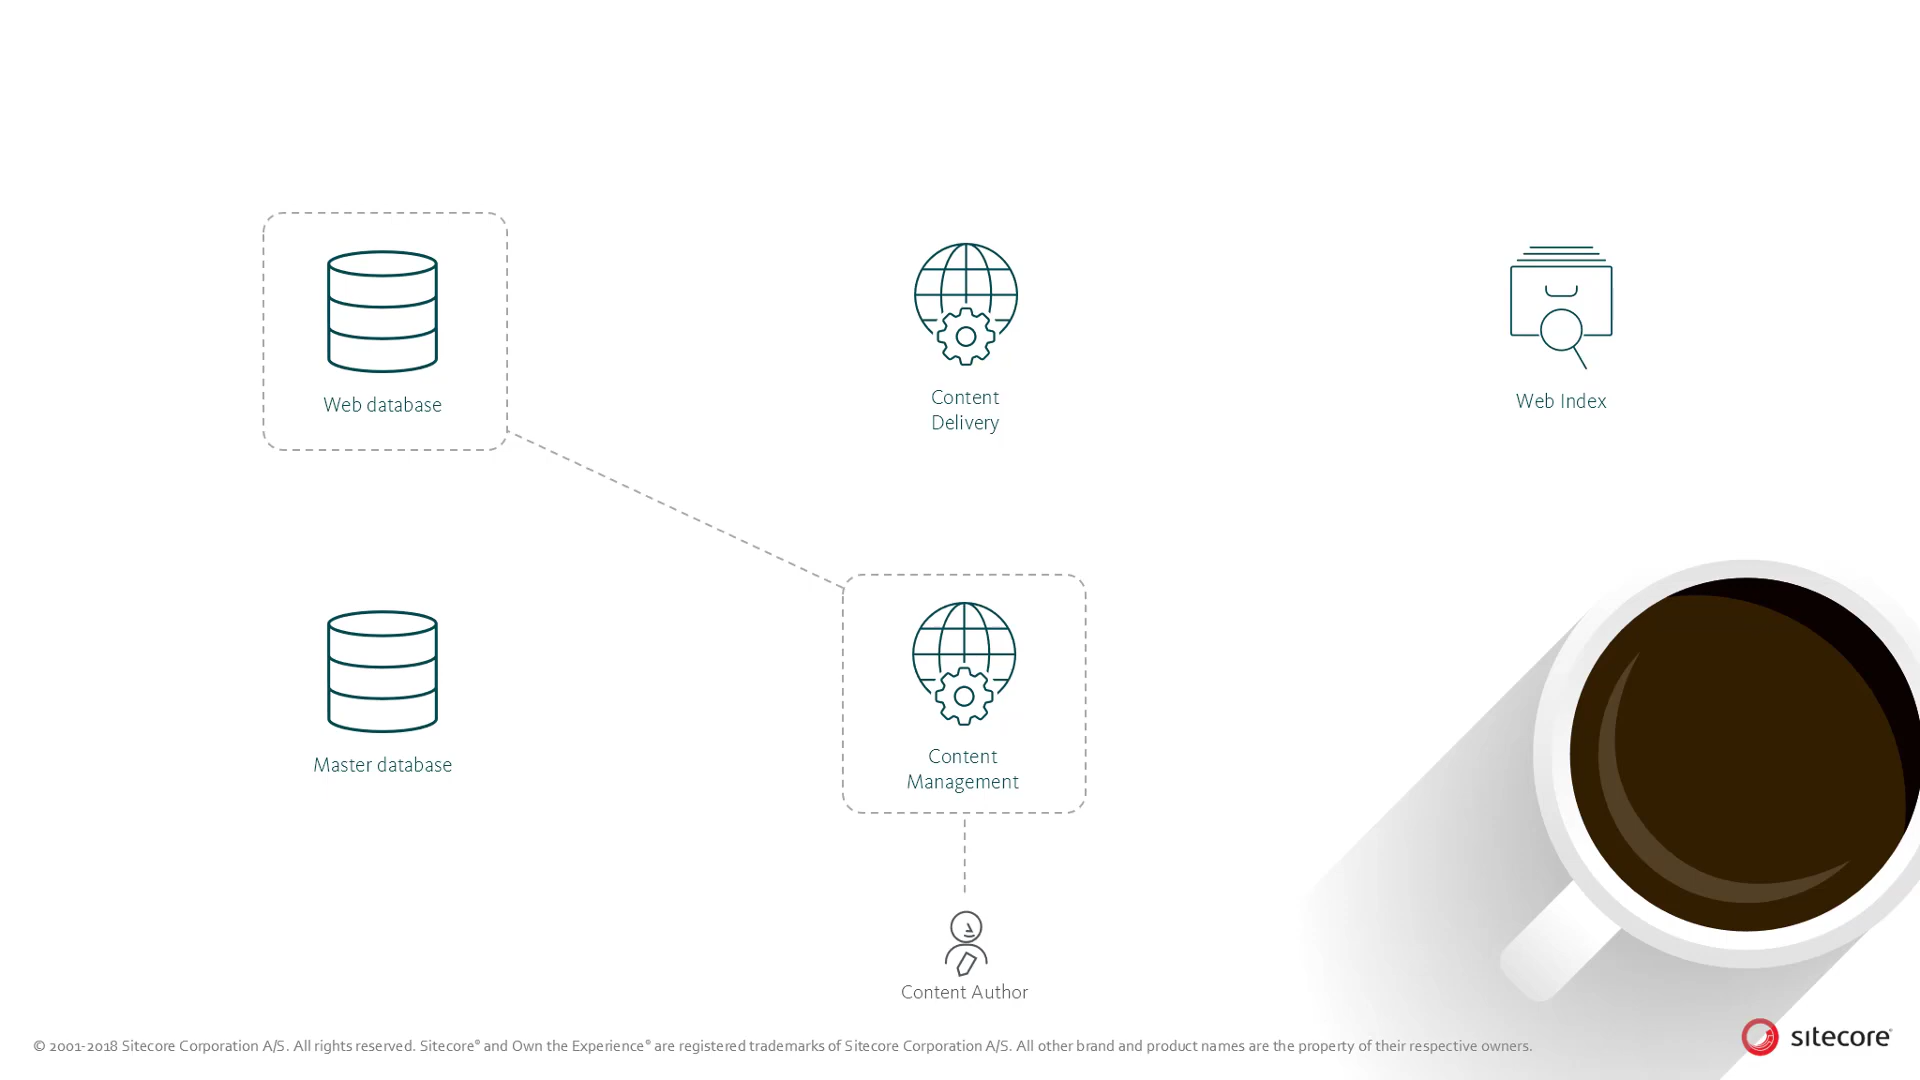 Web database
Content
Delivery
Web Index
Master database
Content
Management
Content Author
© 2001-2018 Sitecore Corporation A/S. All rights reserved. Sitecore® and Own the Experience® are registered trademarks of Sitecore Corporation A/S. All other brand and product names are the property of their respective owners.
sitecore®